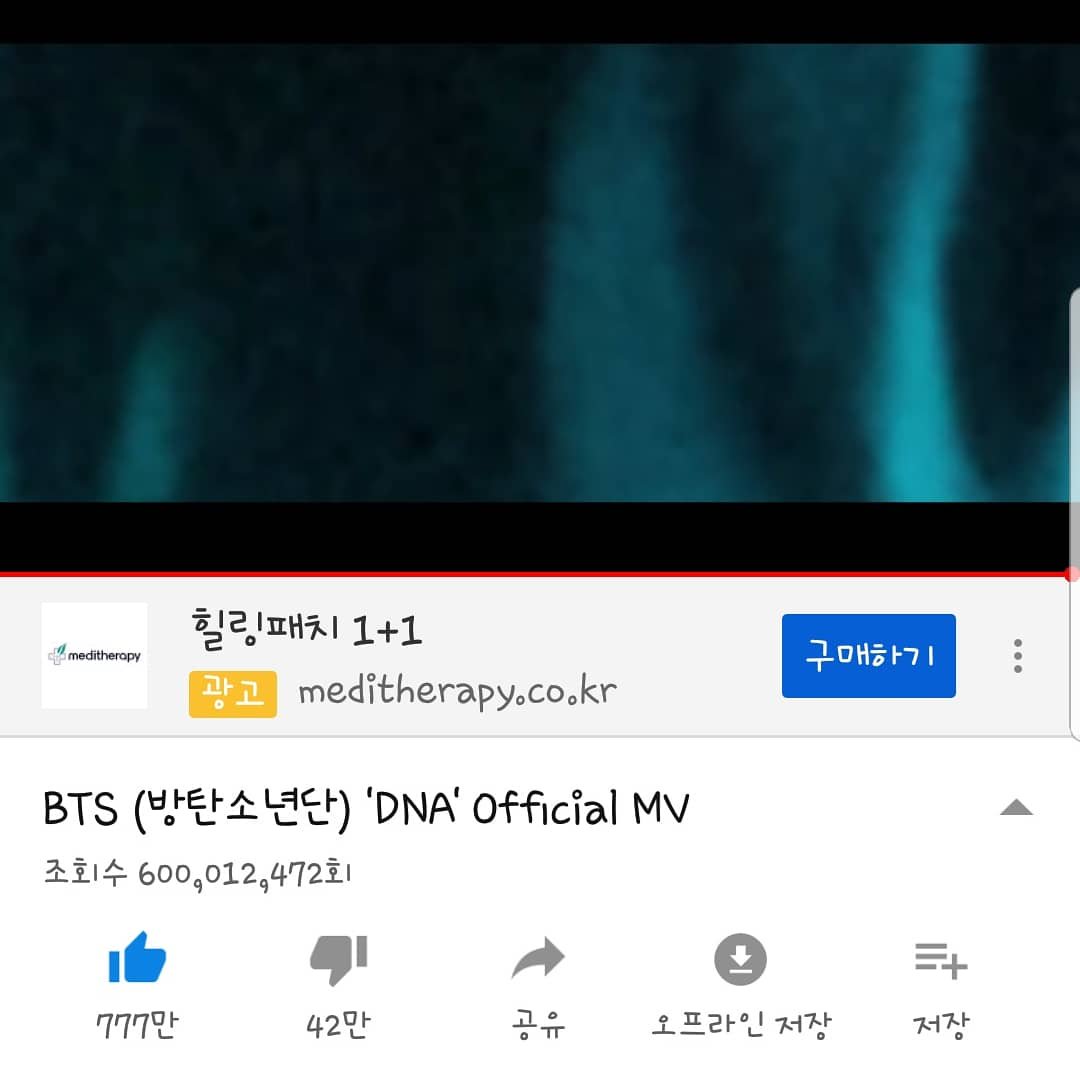 meditherapy
힐링패치 1+1
광고 meditherapy.co.kr
구매하기
BTS (방탄소년단) 'DNA' Official MV
조회수 600,012,472회
777만
42만
공유
오프라인 저장
저장